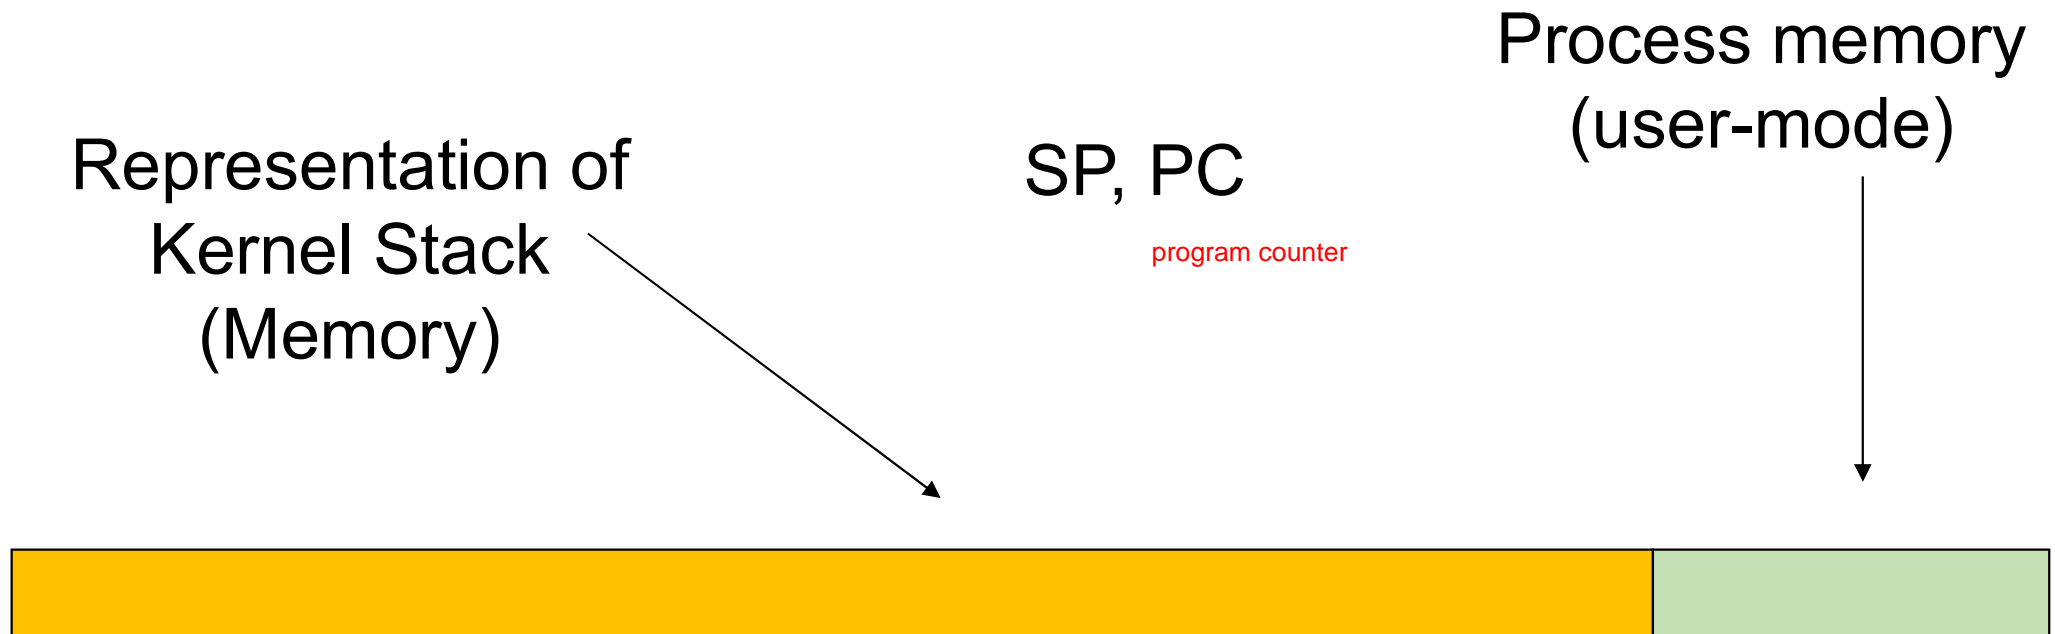 Representation of
Kernel Stack
(Memory)
SP, PC
program counter
Process memory
(user-mode)